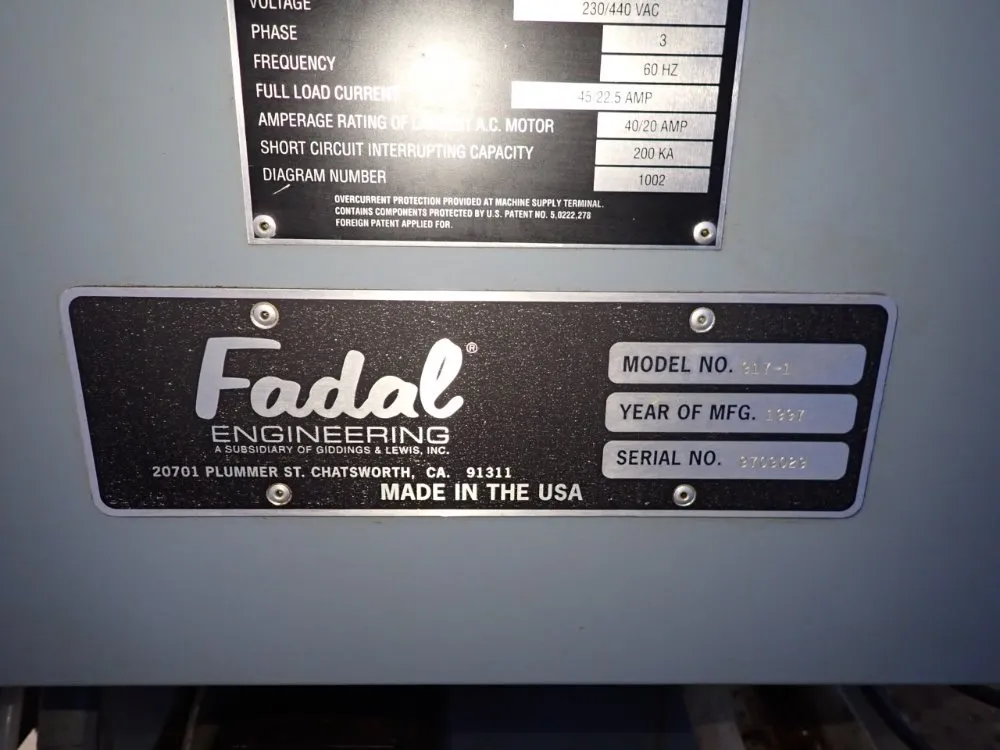 VOLTAGE 230/440 VAC
PHASE 3
FREQUENCY 60 HZ
FULL LOAD CURRENT 45/22.5 AMP
AMPERAGE RATING OF A.C. MOTOR 40/20 AMP
SHORT CIRCUIT INTERRUPTING CAPACITY 200 KA
DIAGRAM NUMBER 1002
OVERCURRENT PROTECTION PROVIDED AT MACHINE SUPPLY TERMINAL.
CONTAINS COMPONENTS PROTECTED BY U.S. PATENT NO. 5,0222,278
FOREIGN PATENT APPLIED FOR.
Fadal®
ENGINEERING
A SUBSIDIARY OF GIDDINGS & LEWIS, INC.
20701 PLUMMER ST. CHATSWORTH, CA. 91311
MADE IN THE USA
MODEL NO. 917-1
YEAR OF MFG. 1997
SERIAL NO.